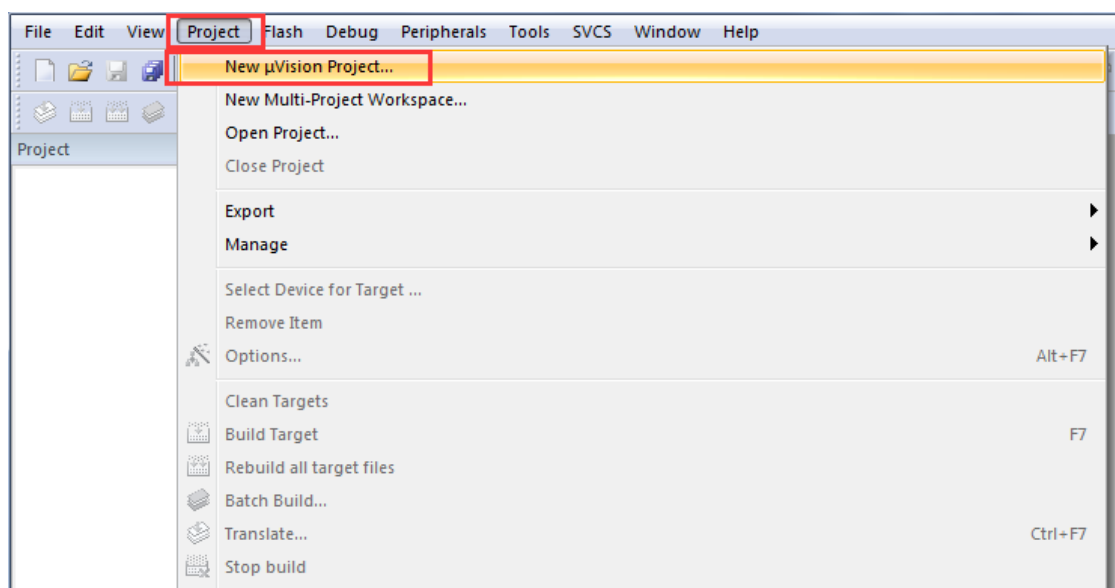 File Edit View Project Flash Debug Peripherals Tools SVCS Window Help
New µVision Project...
New Multi-Project Workspace...
Project
Open Project...
Close Project
Export
Manage
Select Device for Target ...
Remove Item
Options... Alt+F7
Clean Targets
Build Target F7
Rebuild all target files
Batch Build...
Translate... Ctrl+F7
Stop build